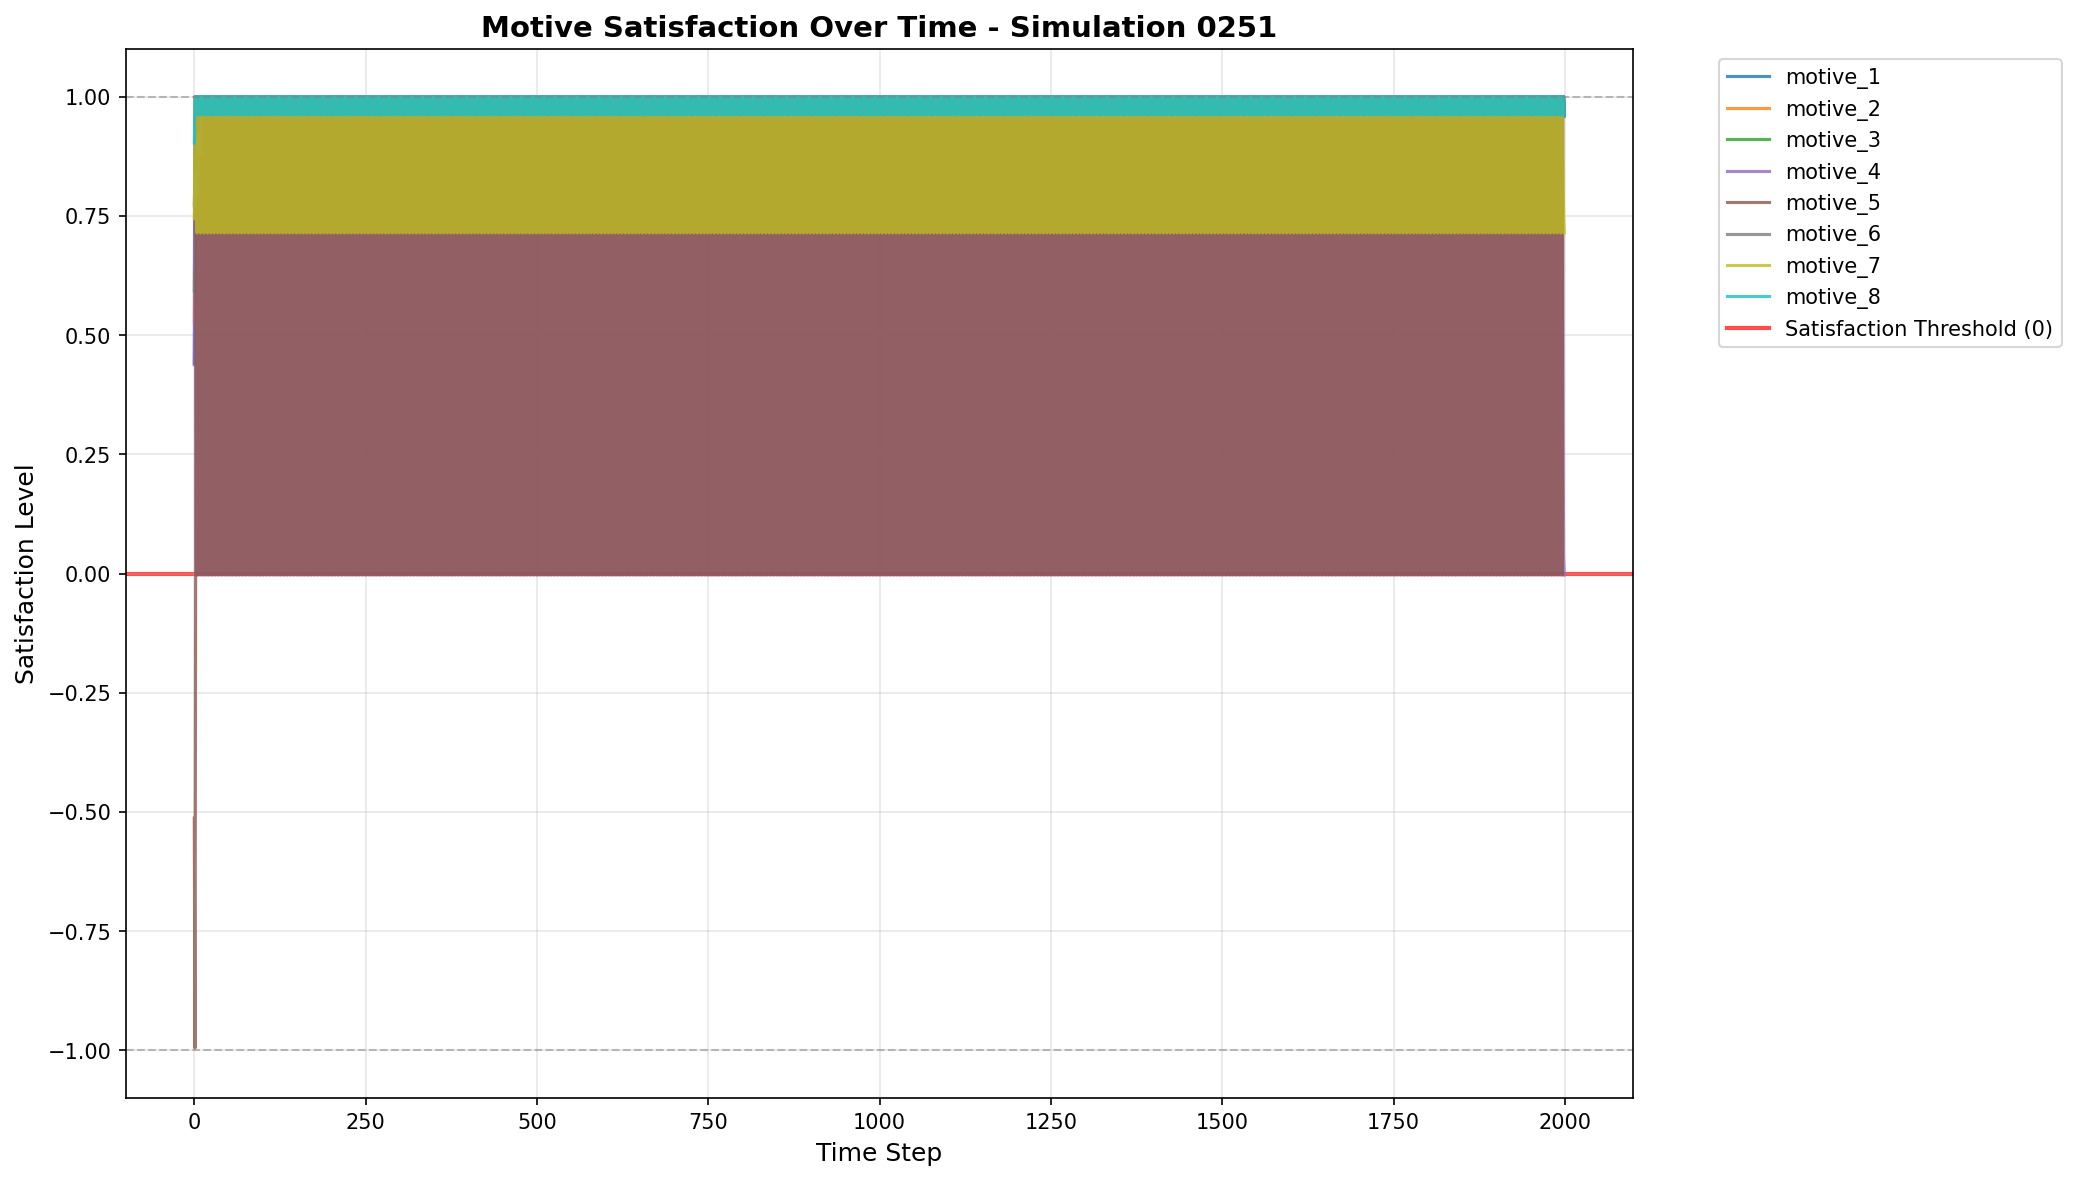 Motive Satisfaction Over Time - Simulation 0251
motive_1
motive_2
motive_3
motive_4
motive_5
motive_6
motive_7
motive_8
Satisfaction Threshold (0)
Satisfaction Level
1.00
0.75
0.50
0.25
0.00
−0.25
−0.50
−0.75
−1.00
0 250 500 750 1000 1250 1500 1750 2000
Time Step